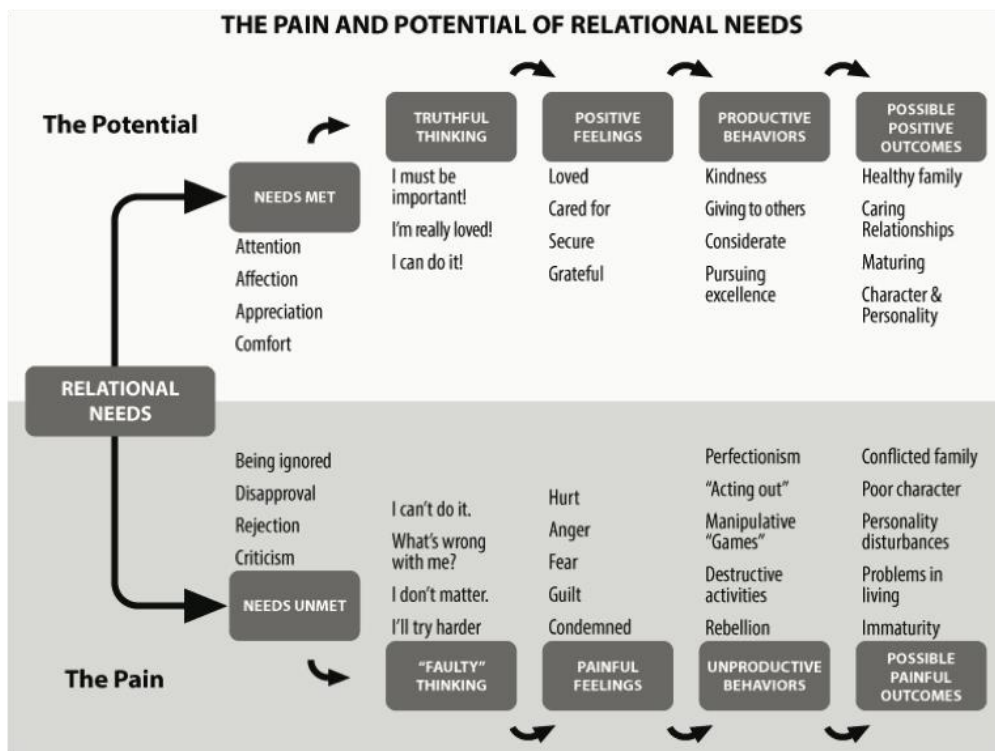 THE PAIN AND POTENTIAL OF RELATIONAL NEEDS
The Potential
NEEDS MET
Attention
Affection
Appreciation
Comfort
TRUTHFUL
THINKING
I must be
important!
I'm really loved!
I can do it!
POSITIVE
FEELINGS
Loved
Cared for
Secure
Grateful
PRODUCTIVE
BEHAVIORS
Kindness
Giving to others
Considerate
Pursuing
excellence
POSSIBLE
POSITIVE
OUTCOMES
Healthy family
Caring
Relationships
Maturing
Character &
Personality
RELATIONAL
NEEDS
Being ignored
Disapproval
Rejection
Criticism
NEEDS UNMET
The Pain
I can't do it.
What's wrong
with me?
I don't matter.
I'll try harder
"FAULTY"
THINKING
Hurt
Anger
Fear
Guilt
Condemned
PAINFUL
FEELINGS
Perfectionism
"Acting out"
Manipulative
"Games"
Destructive
activities
Rebellion
UNPRODUCTIVE
BEHAVIORS
Conflicted family
Poor character
Personality
disturbances
Problems in
living
Immaturity
POSSIBLE
PAINFUL
OUTCOMES